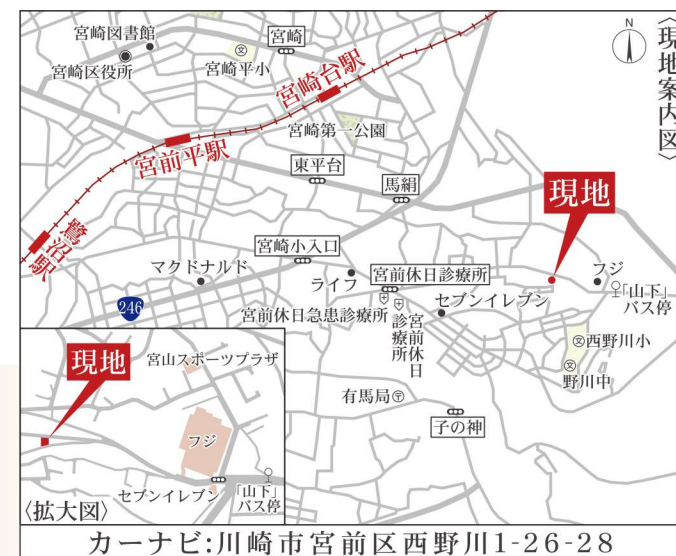 〈現地案内図〉
N
宮崎図書館
宮崎区役所
宮崎
宮崎平小
宮崎台駅
宮崎第一公園
宮前平駅
東平台
馬絹
鷺沼駅
現地
宮崎小入口
マクドナルド
ライフ
宮前休日診療所
フジ
「山下」
バス停
246
宮前休日急患診療所
宮前休日
診療所
セブンイレブン
西野川小
野川中
有馬局
子の神
現地
宮山スポーツプラザ
フジ
セブンイレブン
「山下」
バス停
〈拡大図〉
カーナビ:川崎市宮前区西野川1-26-28